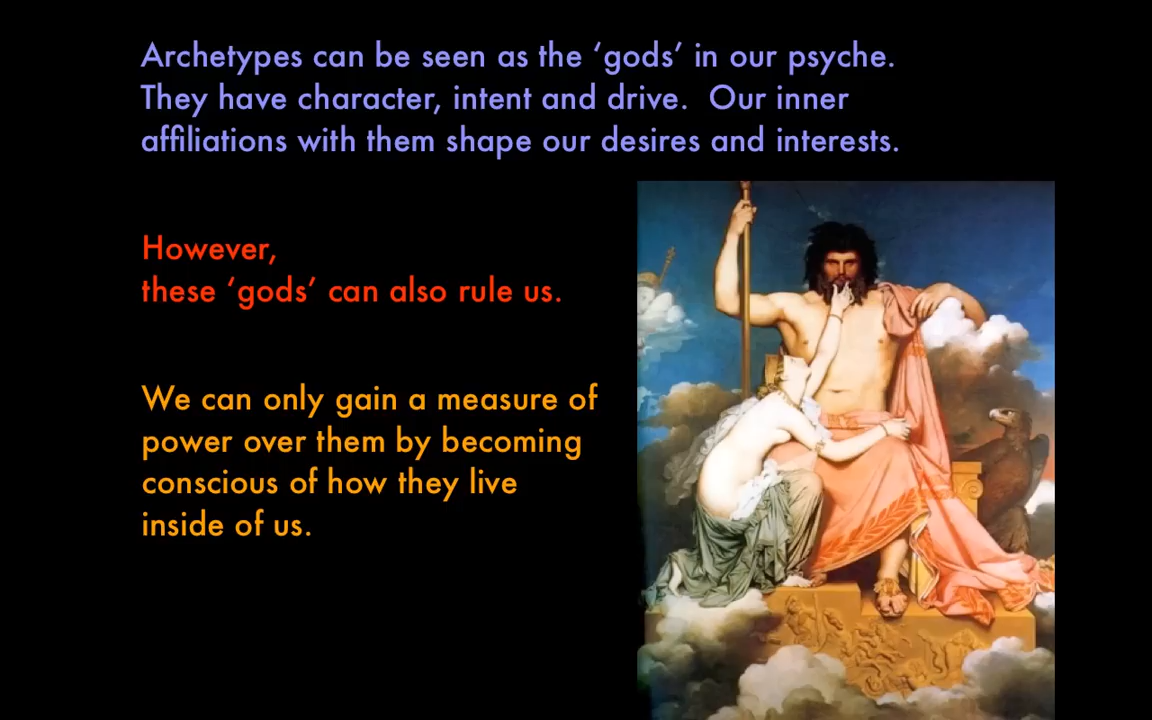 Archetypes can be seen as the ‘gods’ in our psyche.
They have character, intent and drive.  Our inner
affiliations with them shape our desires and interests.
However,
these ‘gods’ can also rule us.
We can only gain a measure of
power over them by becoming
conscious of how they live
inside of us.